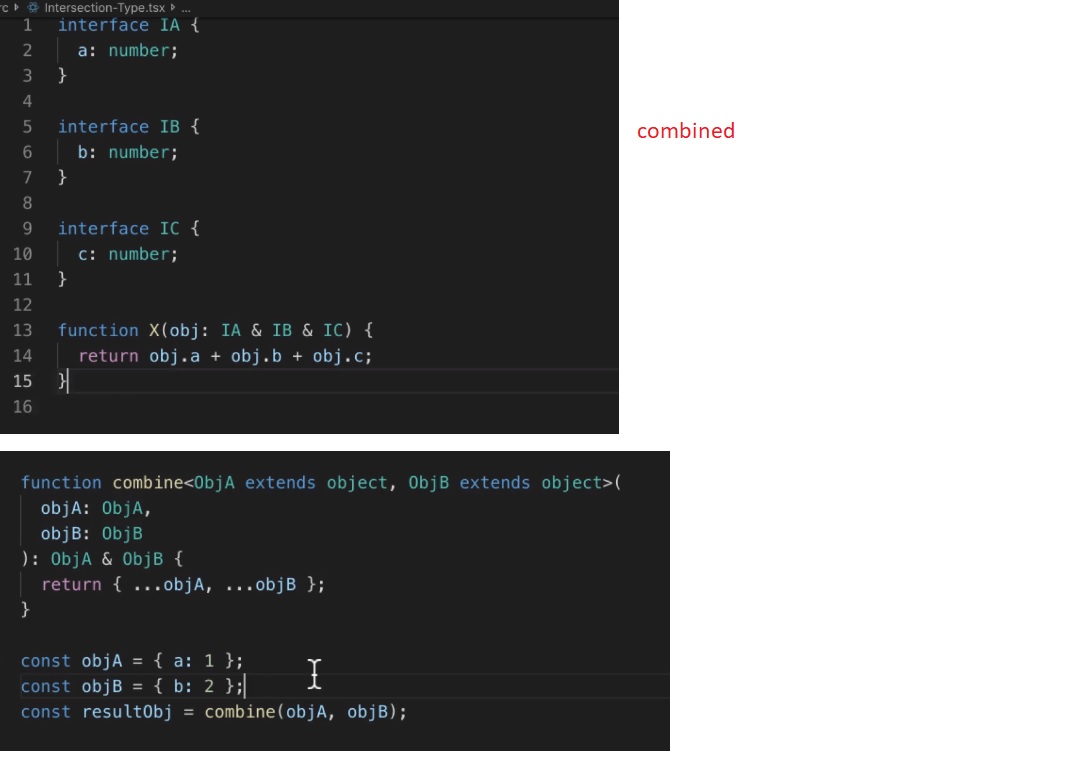 rc Intersection-Type.tsx ...
1 interface IA {
2 a: number;
3 }
4
5 interface IB {
6 b: number;
7 }
8
9 interface IC {
10 c: number;
11 }
12
13 function X(obj: IA & IB & IC) {
14 return obj.a + obj.b + obj.c;
15 }
16
combined
function combine<ObjA extends object, ObjB extends object>(
objA: ObjA,
objB: ObjB
): ObjA & ObjB {
return { ...objA, ...objB };
}
const objA = { a: 1 };
const objB = { b: 2 };
const resultObj = combine(objA, objB);